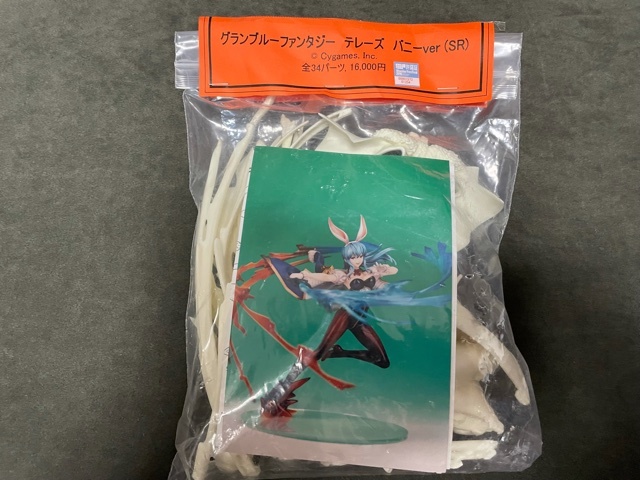 グランブルーファンタジー テレーズ バニーver(SR)
© Cygames, Inc.
全34パーツ, 16,000円